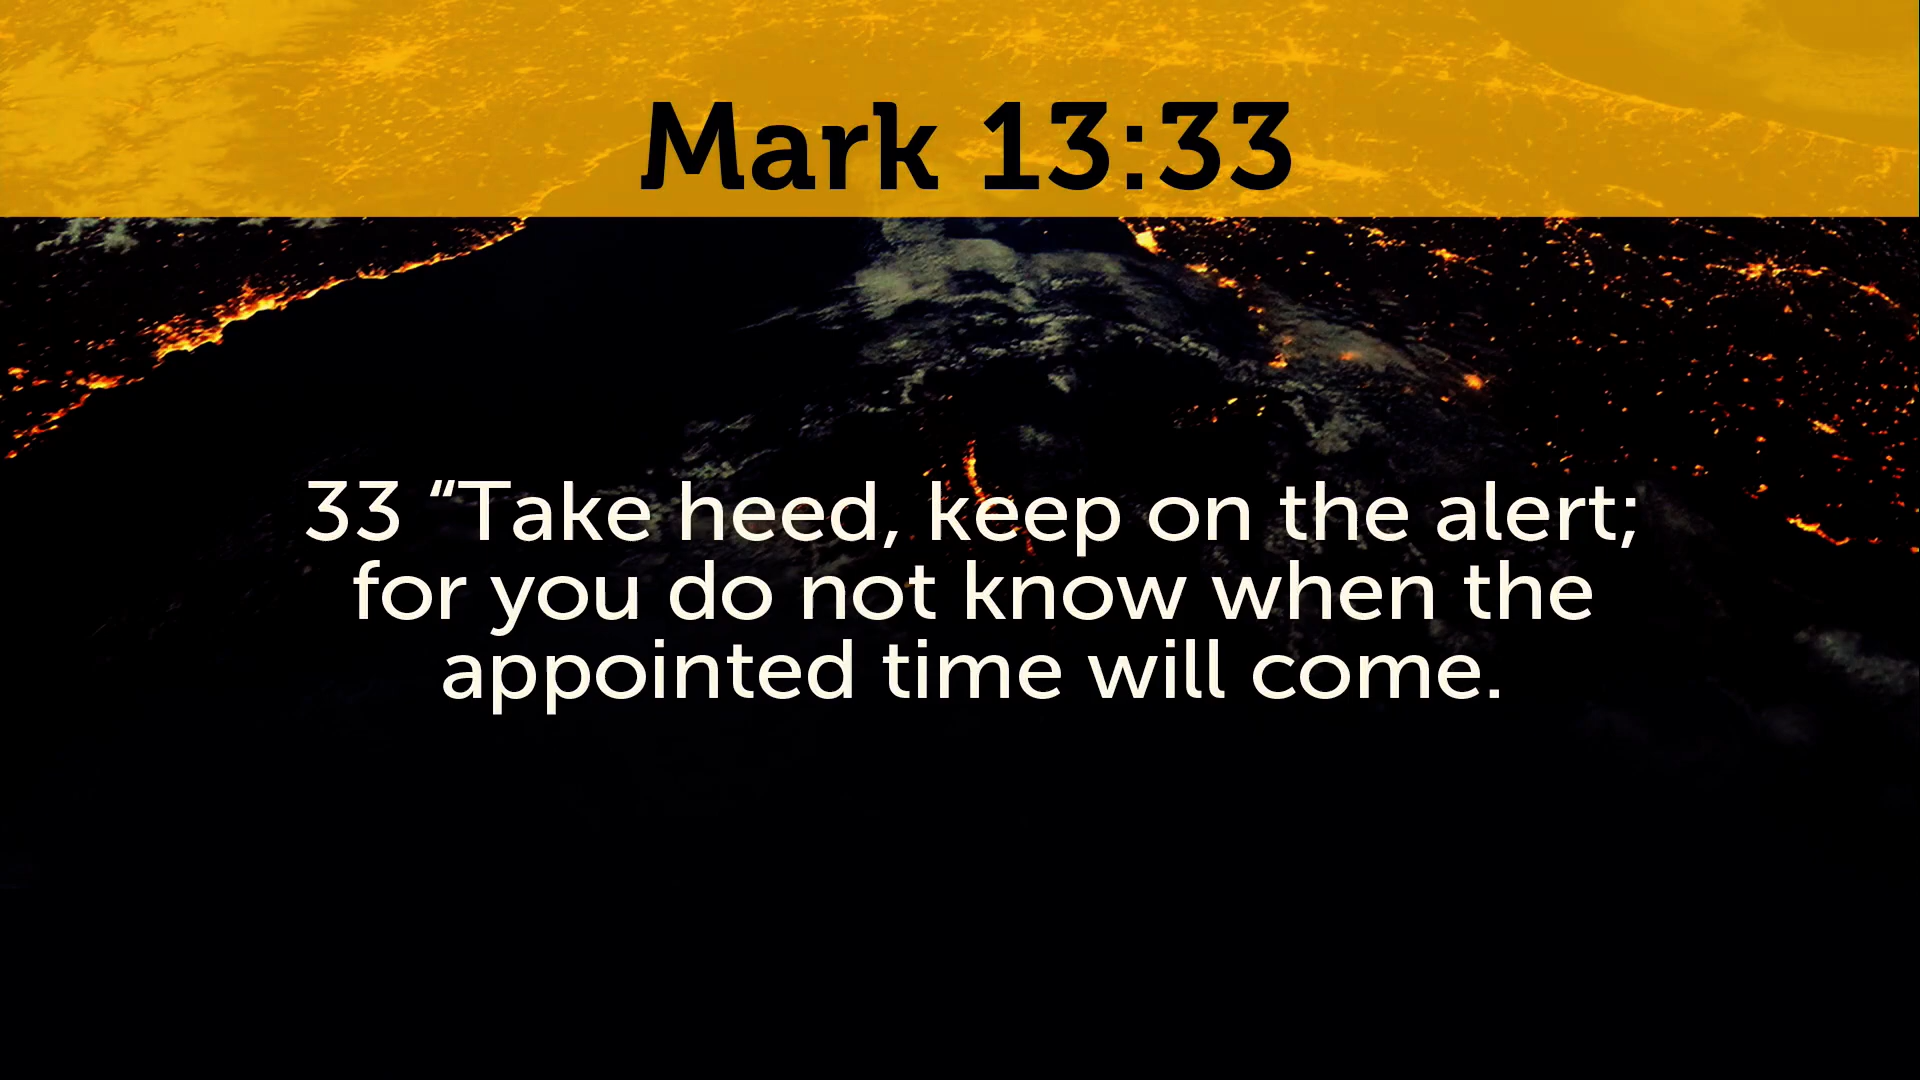 Mark 13:33
33 “Take heed, keep on the alert;
for you do not know when the
appointed time will come.